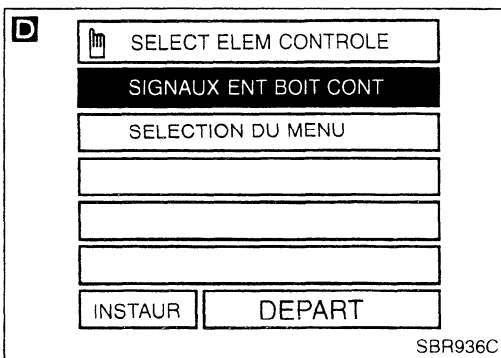 D
SELECT ELEM CONTROLE
SIGNAUX ENT BOIT CONT
SELECTION DU MENU
INSTAUR DEPART
SBR936C